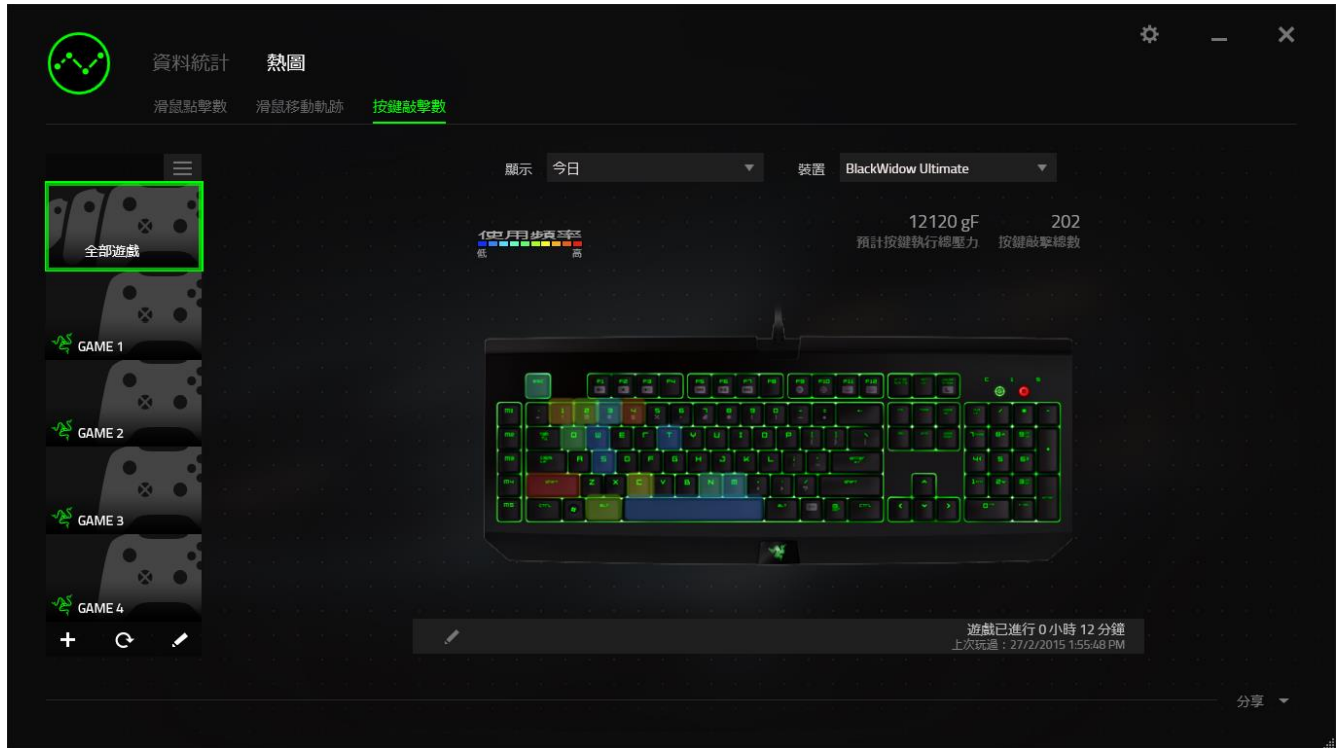 資料統計 熱圖
滑鼠點擊數 滑鼠移動軌跡 按鍵敲擊數
顯示 今日 裝置 BlackWidow Ultimate
全部遊戲
使用頻率
低 高
12120 gF 202
預計按鍵執行總壓力 按鍵敲擊總數
GAME 1
GAME 2
GAME 3
GAME 4
遊戲已進行 0 小時 12 分鐘
上次玩過：27/2/2015 1:55:48 PM
分享